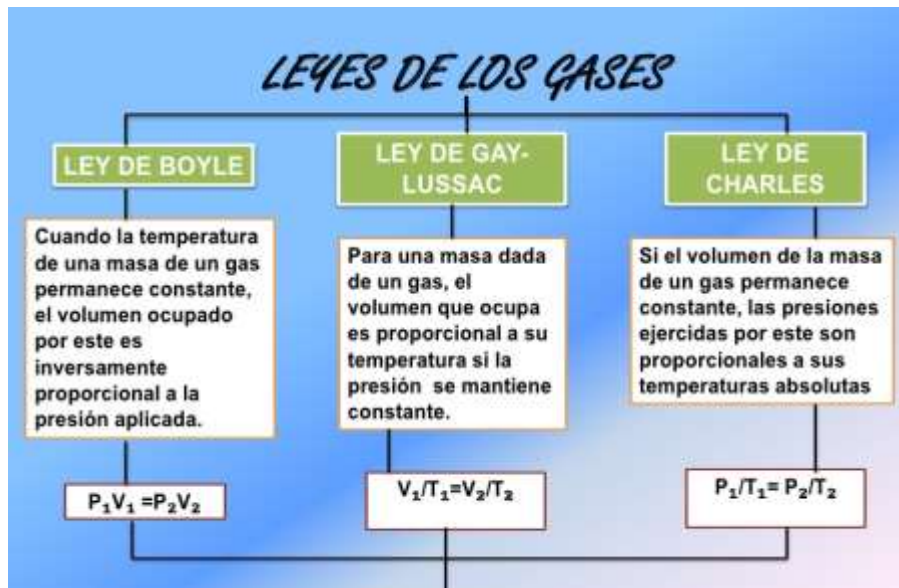 LEYES DE LOS GASES
LEY DE BOYLE
Cuando la temperatura
de una masa de un gas
permanece constante,
el volumen ocupado
por este es
inversamente
proporcional a la
presión aplicada.
P₁V₁ =P₂V₂
LEY DE GAY-
LUSSAC
Para una masa dada
de un gas, el
volumen que ocupa
es proporcional a su
temperatura si la
presión se mantiene
constante.
V₁/T₁=V₂/T₂
LEY DE
CHARLES
Si el volumen de la masa
de un gas permanece
constante, las presiones
ejercidas por este son
proporcionales a sus
temperaturas absolutas
P₁/T₁= P₂/T₂